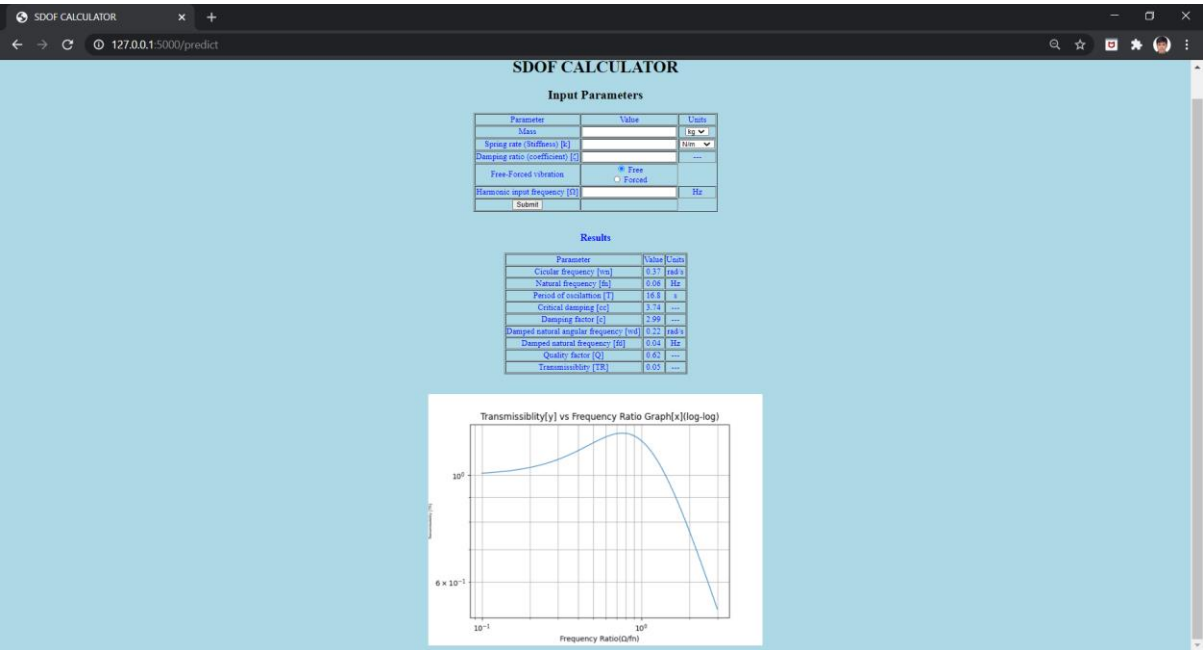 SDOF CALCULATOR
127.0.0.1:5000/predict
SDOF CALCULATOR
Input Parameters
Parameter Value Units
Mass kg
Spring rate (Stiffness) [k] N/m
Damping ratio (coefficient) [ζ] ---
Free-Forced vibration
Free
Forced
Harmonic input frequency [Ω] Hz
Submit
Results
Parameter Value Units
Cicular frequency [wn] 0.37 rad/s
Natural frequency [fn] 0.06 Hz
Period of oscilattion [T] 16.8 s
Critical damping [cc] 3.74 ---
Damping factor [c] 2.99 ---
Damped natural angular frequency [wd] 0.22 rad/s
Damped natural frequency [fd] 0.04 Hz
Quality factor [Q] 0.62 ---
Transmissiblity [TR] 0.05 ---
Transmissiblity[y] vs Frequency Ratio Graph[x](log-log)
10⁰
6 × 10⁻¹
10⁻¹ 10⁰
Frequency Ratio(Ω/fn)